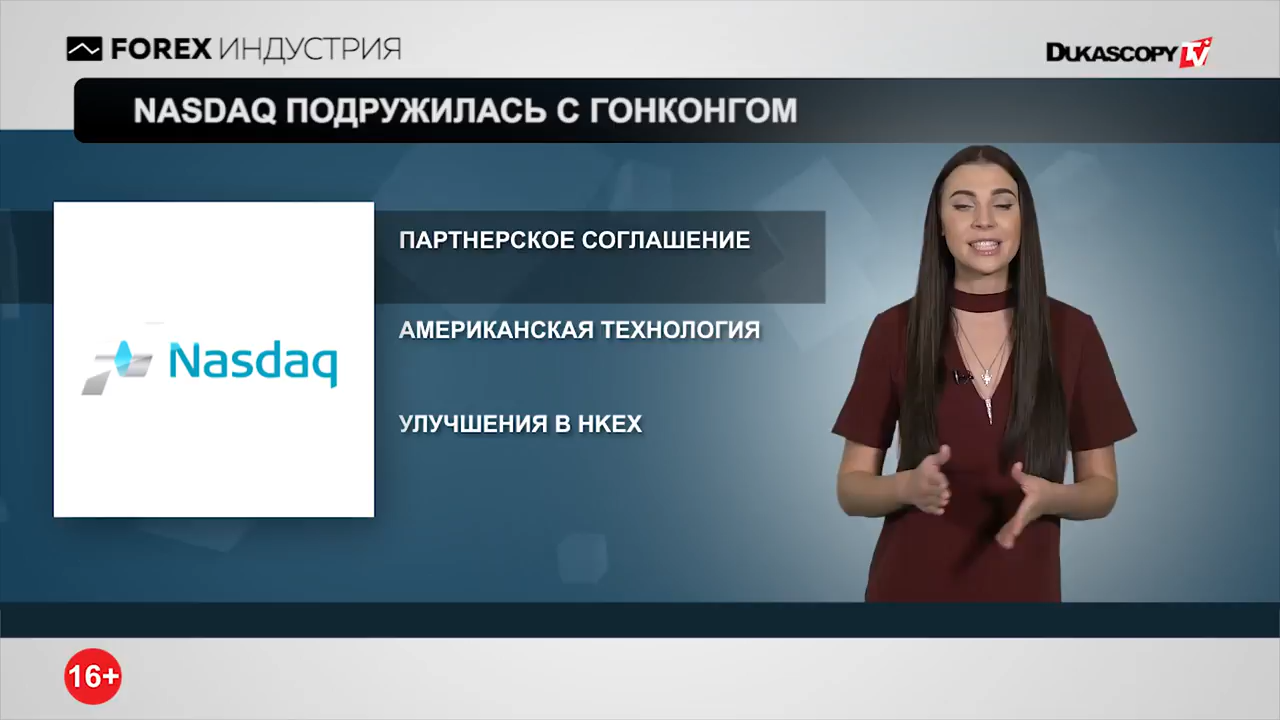 FOREX ИНДУСТРИЯ
DUKASCOPY TV
NASDAQ ПОДРУЖИЛАСЬ С ГОНКОНГОМ
ПАРТНЕРСКОЕ СОГЛАШЕНИЕ
Nasdaq
АМЕРИКАНСКАЯ ТЕХНОЛОГИЯ
УЛУЧШЕНИЯ В HKEX
16+